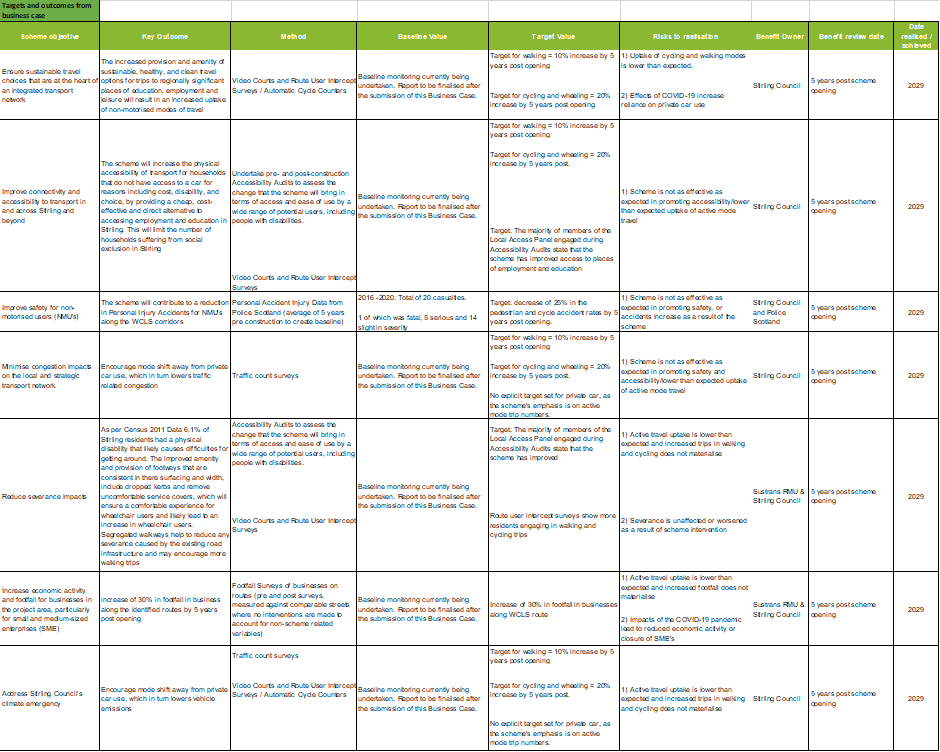 Targets and outcomes from
business case
Scheme objective
Key Outcome
Method
Baseline Value
Target Value
Risks to realisation
Benefit Owner
Benefit review date
Date
realised /
achieved
Ensure sustainable travel
choices that are at the heart of
an integrated transport
network
The increased provision and amenity of
sustainable, healthy, and clean travel
options for trips to regionally significant
places of education, employment and
leisure will result in an increased uptake
of non-motorised modes of travel
Video Counts and Route User Intercept
Surveys / Automatic Cycle Counters
Baseline monitoring currently being
undertaken. Report to be finalised after
the submission of this Business Case.
Target for walking = 10% increase by 5
years post opening
Target for cycling and wheeling = 20%
increase by 5 years post opening
1) Uptake of cycling and walking modes
is lower than expected.
2) Effects of COVID-19 increase
reliance on private car use
Stirling Council
5 years post scheme
opening
2029
Improve connectivity and
accessibility to transport in
and across Stirling and
beyond
The scheme will increase the physical
accessibility of transport for households
that do not have access to a car for
reasons including cost, disability, and
choice, by providing a cheap, cost-
effective and direct alternative to
accessing employment and education in
Stirling. This will limit the number of
households suffering from social
exclusion in Stirling
Undertake pre- and post-construction
Accessibility Audits to assess the
change that the scheme will bring in
terms of access and ease of use by a
wide range of potential users, including
people with disabilities.
Video Counts and Route User Intercept
Surveys
Baseline monitoring currently being
undertaken. Report to be finalised after
the submission of this Business Case.
Target for walking = 10% increase by 5
years post opening
Target for cycling and wheeling = 20%
increase by 5 years post.
Target: The majority of members of the
Local Access Panel engaged during
Accessibility Audits state that the
scheme has improved access to places
of employment and education
1) Scheme is not as effective as
expected in promoting accessibility/lower
than expected uptake of active mode
travel
Stirling Council
5 years post scheme
opening
2029
Improve safety for non-
motorised users (NMU's)
The scheme will contribute to a reduction
in Personal Injury Accidents for NMU's
along the WCLS corridors
Personal Accident Injury Data from
Police Scotland (average of 5 years
pre construction to create baseline)
2016 -2020: Total of 20 casualties.
1 of which was fatal, 5 serious and 14
slight in severity
Target: decrease of 25% in the
pedestrian and cycle accident rates by 5
years post opening.
1) Scheme is not as effective as
expected in promoting safety, or
accidents increase as a result of the
scheme
Stirling Council
and Police
Scotland
5 years post scheme
opening
2029
Minimise congestion impacts
on the local and strategic
transport network
Encourage mode shift away from private
car use, which in turn lowers traffic
related congestion
Traffic count surveys
Baseline monitoring currently being
undertaken. Report to be finalised after
the submission of this Business Case.
Target for walking = 10% increase by 5
years post opening
Target for cycling and wheeling = 20%
increase by 5 years post.
No explicit target set for private car, as
the scheme's emphasis is on active
mode trip numbers.
1) Scheme is not as effective as
expected in promoting safety and
accessibility/lower than expected uptake
of active mode travel
Stirling Council
5 years post scheme
opening
2029
Reduce severance impacts
As per Census 2011 Data 6.1% of
Stirling residents had a physical
disability that likely causes difficulties for
getting around. The improved amenity
and provision of footways that are
consistent in there surfacing and width,
include dropped kerbs and remove
uncomfortable service covers, which will
ensure a comfortable experience for
wheelchair users and likely lead to an
increase in wheelchair users.
Segregated walkways help to reduce any
severance caused by the existing road
infrastructure and may encourage more
walking trips
Accessibility Audits to assess the
change that the scheme will bring in
terms of access and ease of use by a
wide range of potential users, including
people with disabilities.
Video Counts and Route User Intercept
Surveys
Baseline monitoring currently being
undertaken. Report to be finalised after
the submission of this Business Case.
Target: The majority of members of the
Local Access Panel engaged during
Accessibility Audits state that the
scheme has improved
Route user intercept surveys show more
residents engaging in walking and
cycling trips
1) Active travel uptake is lower than
expected and increased trips in walking
and cycling does not materialise
2) Severance is unaffected or worsened
as a result of scheme intervention
Sustrans RMU &
Stirling Council
5 years post scheme
opening
2029
Increase economic activity
and footfall for businesses in
the project area, particularly
for small and medium-sized
enterprises (SME)
Increase of 30% in footfall in business
along the identified routes by 5 years
post opening
Footfall Surveys of businesses on
routes (pre and post surveys,
measured against comparable streets
where no interventions are made to
account for non-scheme related
variables)
Baseline monitoring currently being
undertaken. Report to be finalised after
the submission of this Business Case.
Increase of 30% in footfall in businesses
along WCLS route
1) Active travel uptake is lower than
expected and increased footfall does not
materialise
2) Impacts of the COVID-19 pandemic
lead to reduced economic activity or
closure of SME's
Sustrans RMU &
Stirling Council
5 years post scheme
opening
2029
Address Stirling Council's
climate emergency
Encourage mode shift away from private
car use, which in turn lowers vehicle
emissions
Traffic count surveys
Video Counts and Route User Intercept
Surveys / Automatic Cycle Counters
Baseline monitoring currently being
undertaken. Report to be finalised after
the submission of this Business Case.
Target for walking = 10% increase by 5
years post opening
Target for cycling and wheeling = 20%
increase by 5 years post.
No explicit target set for private car, as
the scheme's emphasis is on active
mode trip numbers.
1) Active travel uptake is lower than
expected and increased trips in walking
and cycling does not materialise
Stirling Council
5 years post scheme
opening
2029